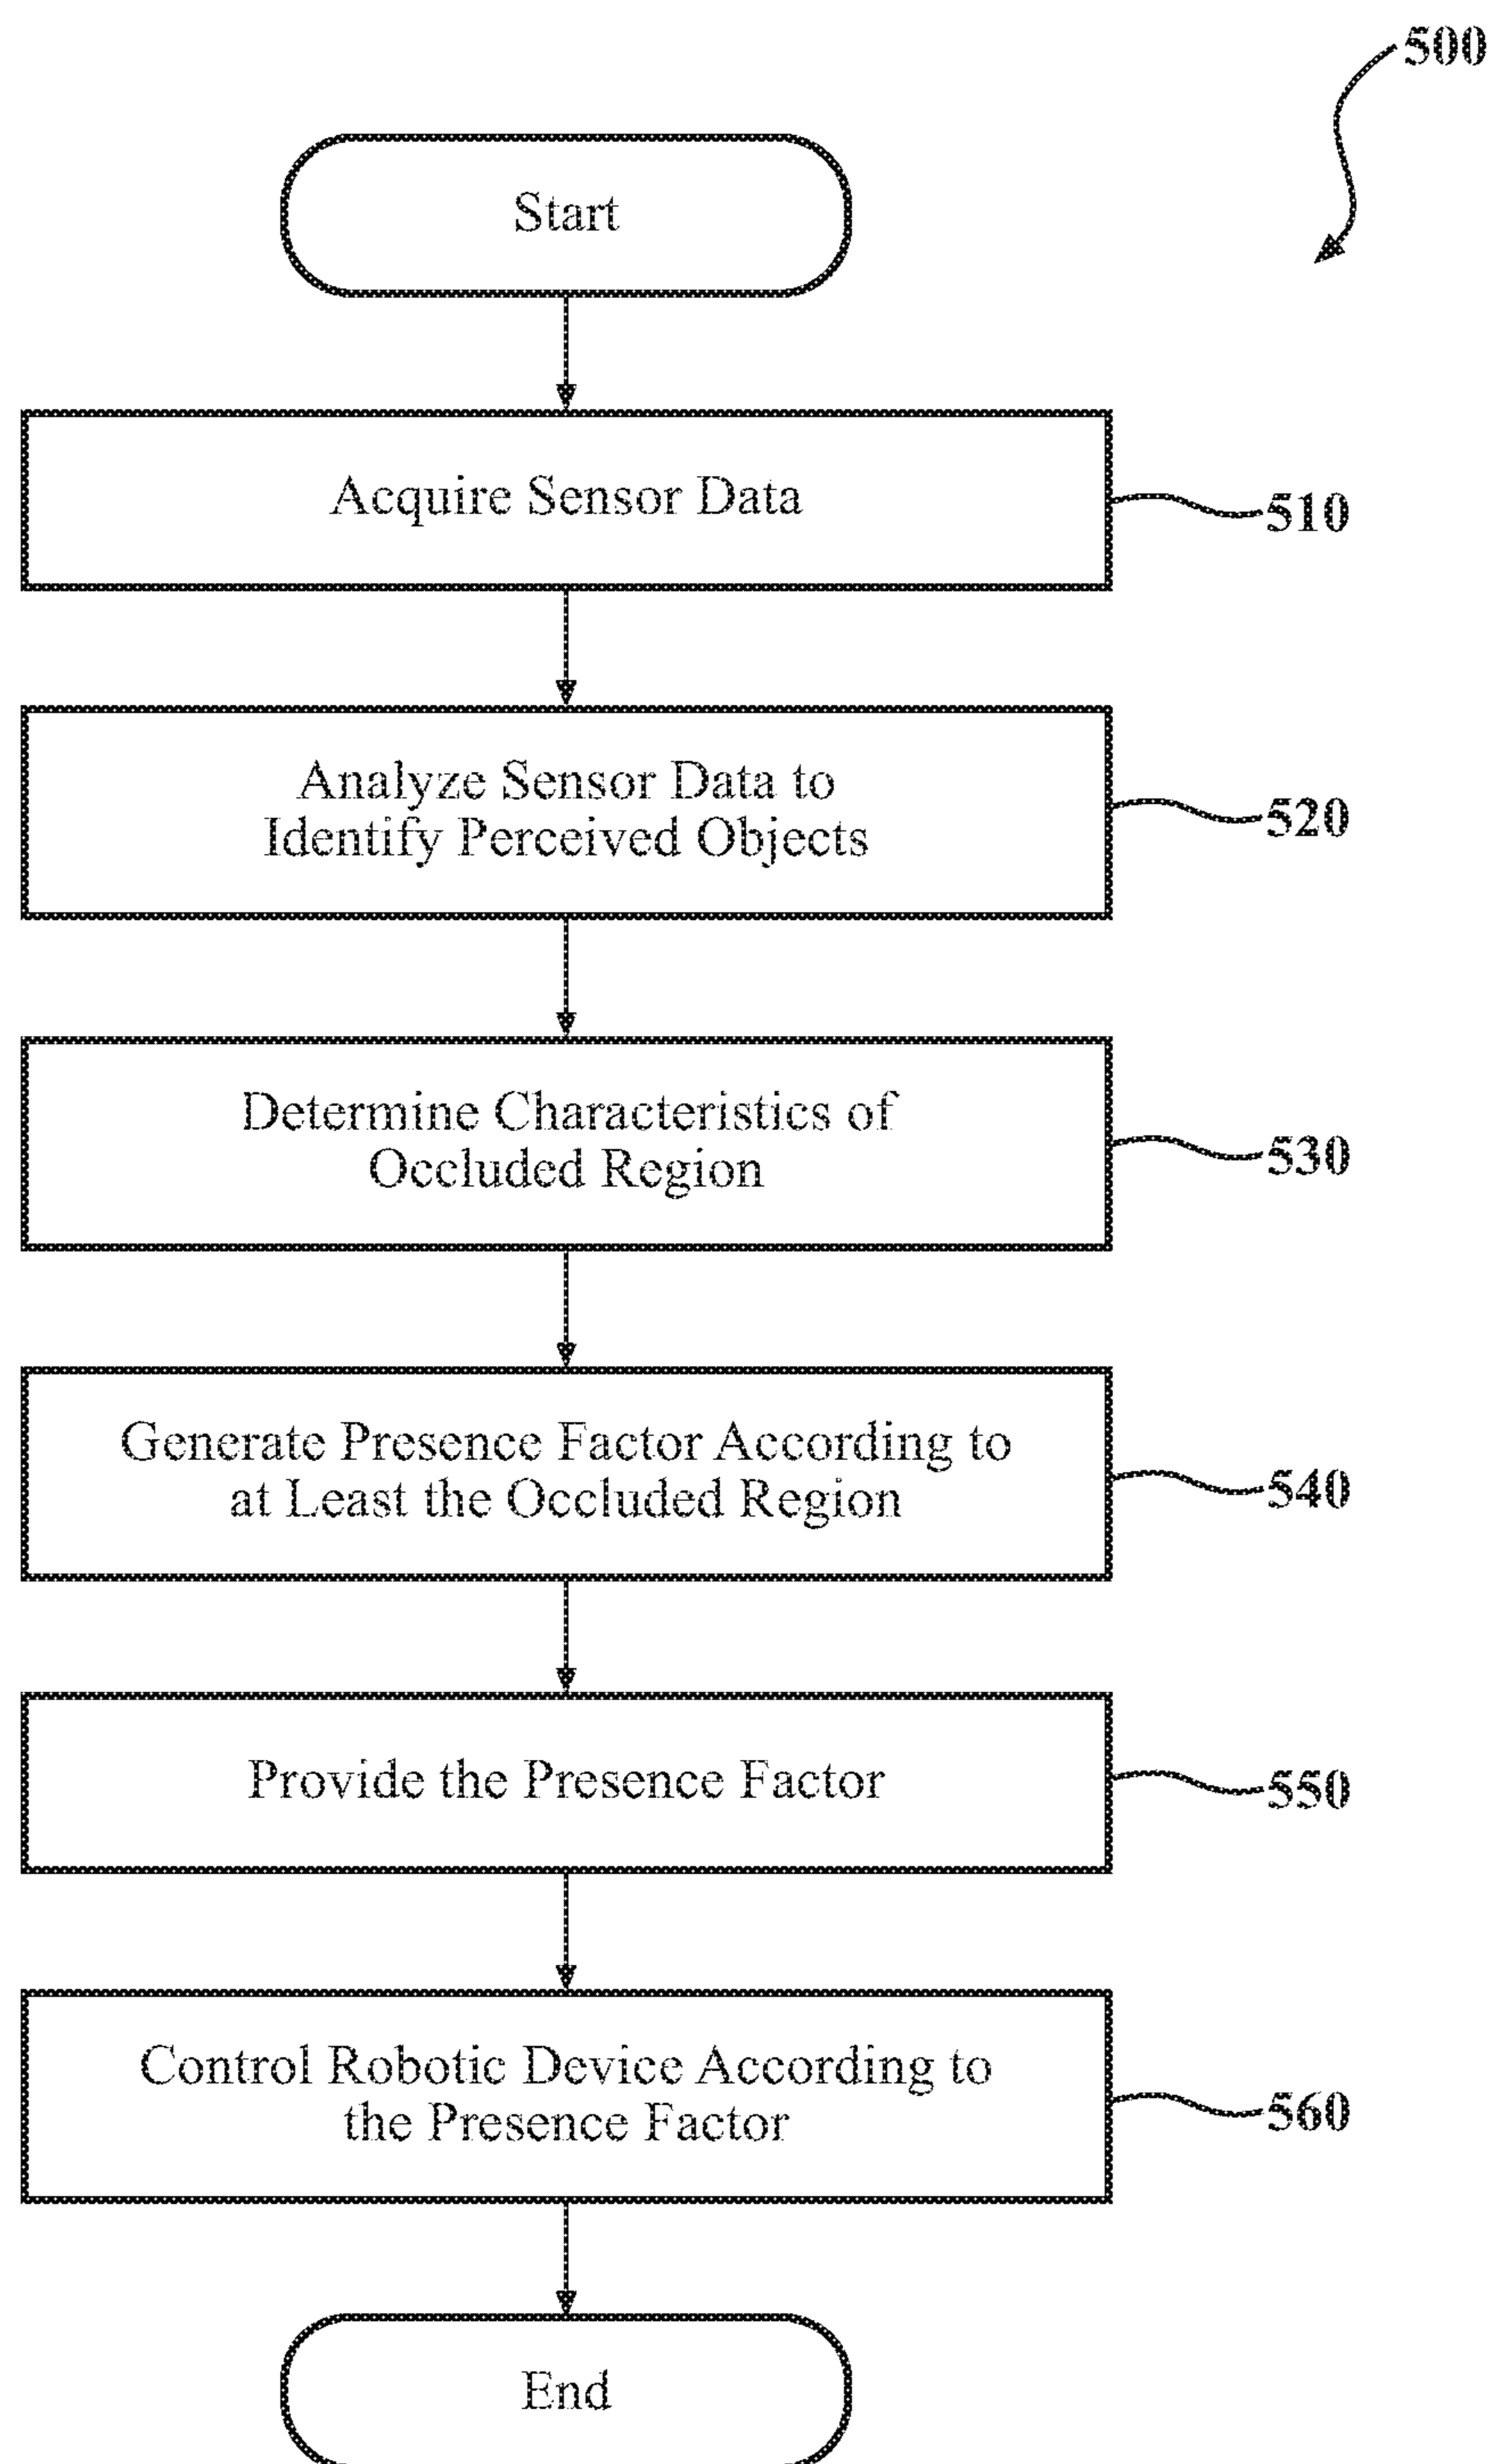 500
Start
Acquire Sensor Data
510
Analyze Sensor Data to
Identify Perceived Objects
520
Determine Characteristics of
Occluded Region
530
Generate Presence Factor According to
at Least the Occluded Region
540
Provide the Presence Factor
550
Control Robotic Device According to
the Presence Factor
560
End